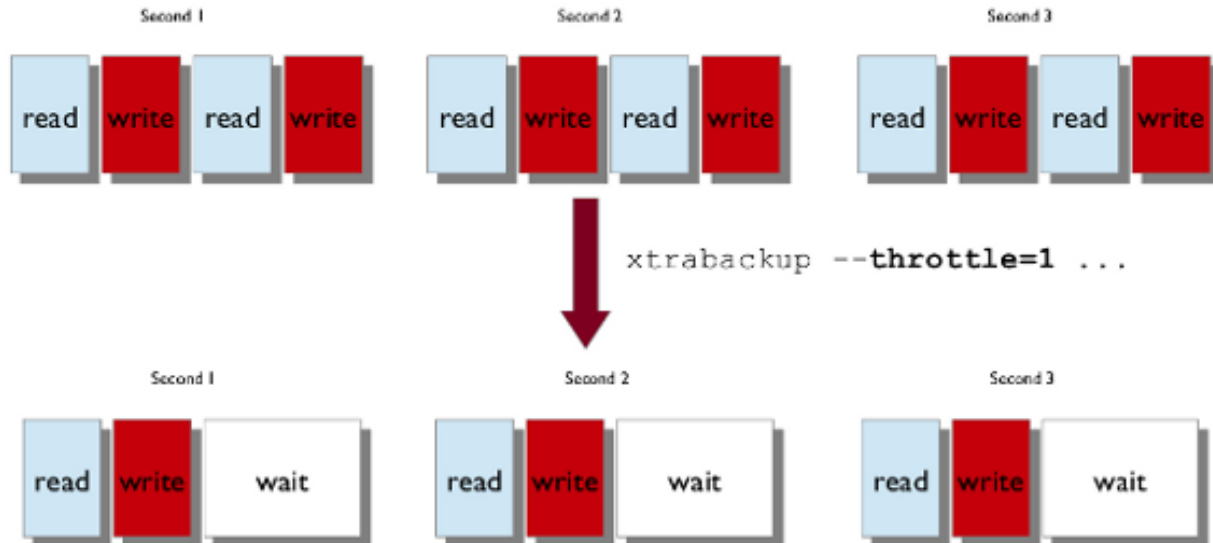 Second 1 Second 2 Second 3
read write read write read write read write read write read write
xtrabackup --throttle=1 ...
Second 1 Second 2 Second 3
read write wait read write wait read write wait